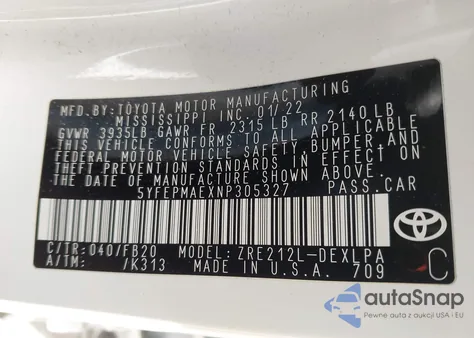 MFD.BY:TOYOTA MOTOR MANUFACTURING
MISSISSIPPI INC. 01/22
GVWR 3935LB GAWR FR 2315 LB RR 2140 LB
THIS VEHICLE CONFORMS TO ALL APPLICABLE
FEDERAL MOTOR VEHICLE SAFETY BUMPER, AND
THEFT PREVENTION STANDARDS IN EFFECT ON
THE DATE OF MANUFACTURE SHOWN ABOVE.
5YFEPMAEXNP305327 PASS.CAR
C/TR:040/FB20 MODEL:ZRE212L-DEXLPA
A/TM: /K313 MADE IN U.S.A. 709
TOYOTA
C
autoSnap
Pewne auta z aukcji USA i EU